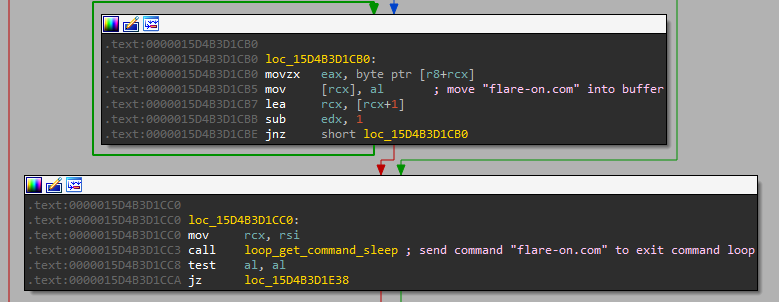 .text:0000015D4B3D1CB0
.text:0000015D4B3D1CB0 loc_15D4B3D1CB0:
.text:0000015D4B3D1CB0 movzx eax, byte ptr [r8+rcx]
.text:0000015D4B3D1CB5 mov [rcx], al ; move "flare-on.com" into buffer
.text:0000015D4B3D1CB7 lea rcx, [rcx+1]
.text:0000015D4B3D1CBB sub edx, 1
.text:0000015D4B3D1CBE jnz short loc_15D4B3D1CB0
.text:0000015D4B3D1CC0
.text:0000015D4B3D1CC0 loc_15D4B3D1CC0:
.text:0000015D4B3D1CC0 mov rcx, rsi
.text:0000015D4B3D1CC3 call loop_get_command_sleep ; send command "flare-on.com" to exit command loop
.text:0000015D4B3D1CC8 test al, al
.text:0000015D4B3D1CCA jz loc_15D4B3D1E38